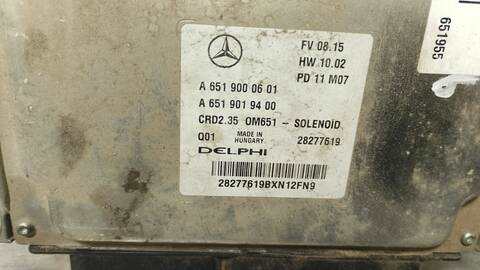 FV 08.15
HW 10.02
PD 11 M07
A 651 900 06 01
A 651 901 94 00
CRD2.35 OM651 - SOLENOID
Q01 MADE IN HUNGARY 28277619
DELPHI
28277619BXN12FN9
651955